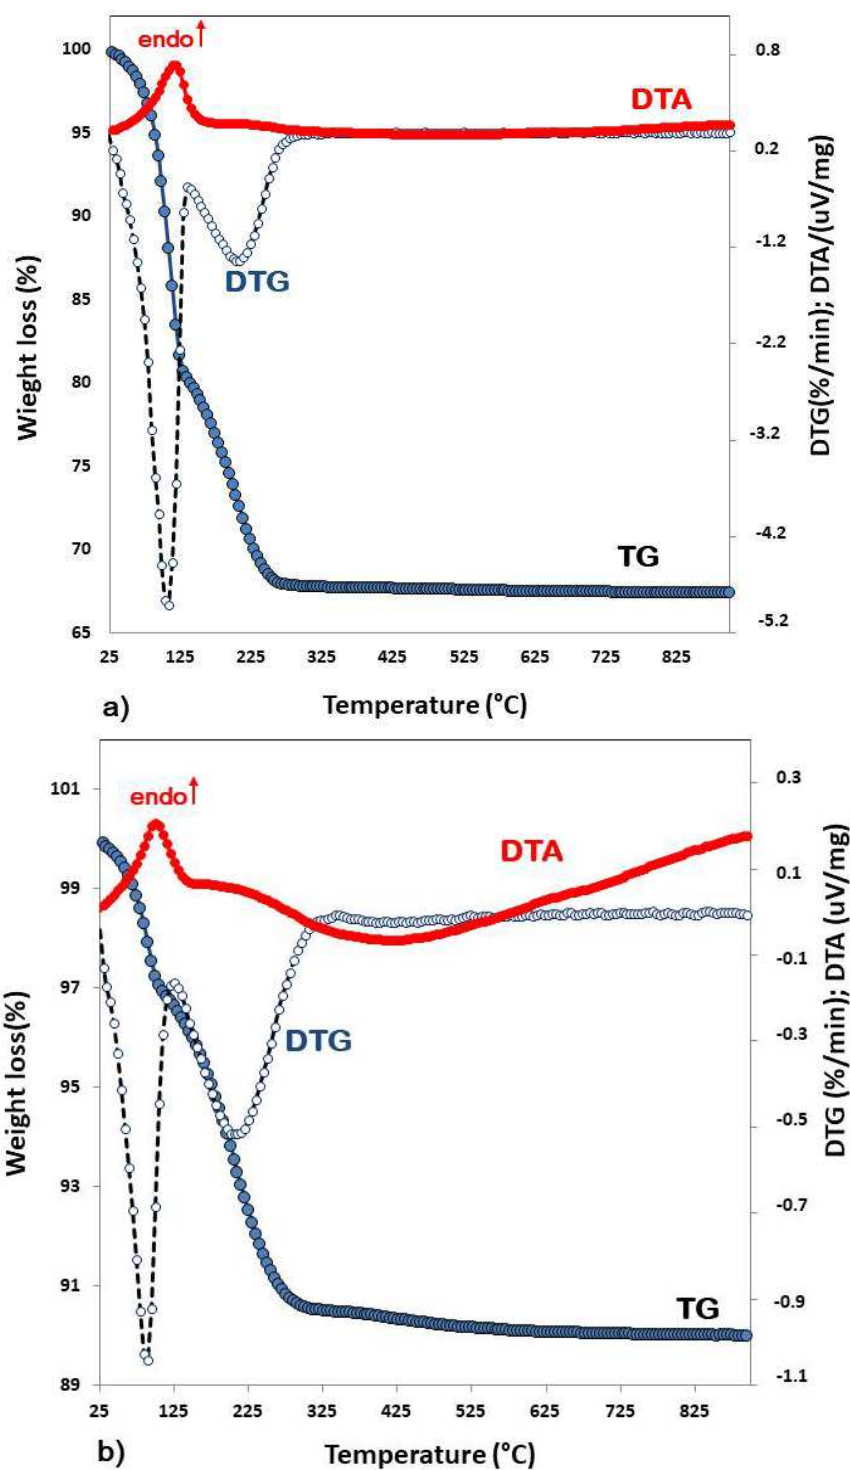 endo
DTA
DTG
TG
100
95
90
85
80
75
70
65
0.8
0.2
-1.2
-2.2
-3.2
-4.2
-5.2
25 125 225 325 425 525 625 725 825
Wieght loss (%)
DTG(%/min); DTA/(uV/mg)
a) Temperature (°C)
endo
DTA
DTG
TG
101
99
97
95
93
91
89
0.3
0.1
-0.1
-0.3
-0.5
-0.7
-0.9
-1.1
25 125 225 325 425 525 625 725 825
Weight loss(%)
DTG (%/min); DTA (uV/mg)
b) Temperature (°C)